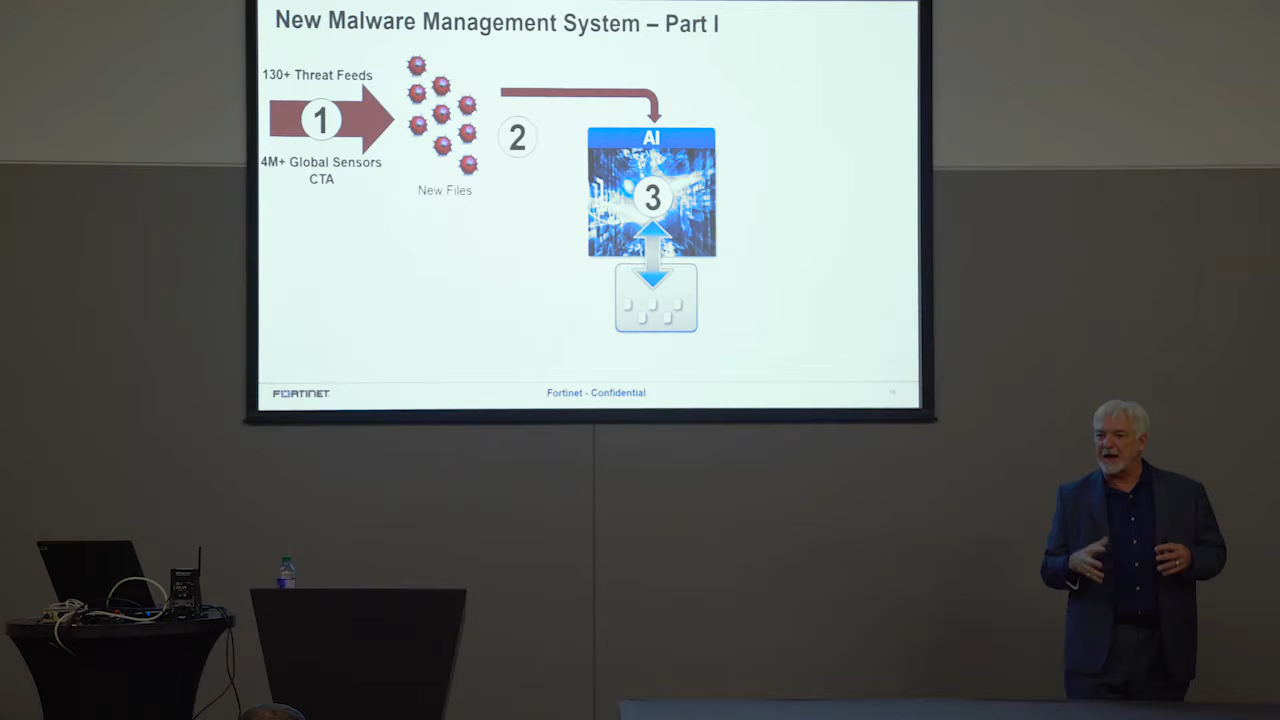 New Malware Management System – Part I
130+ Threat Feeds
1
4M+ Global Sensors
CTA
New Files
2
AI
3
FORTINET
Fortinet - Confidential